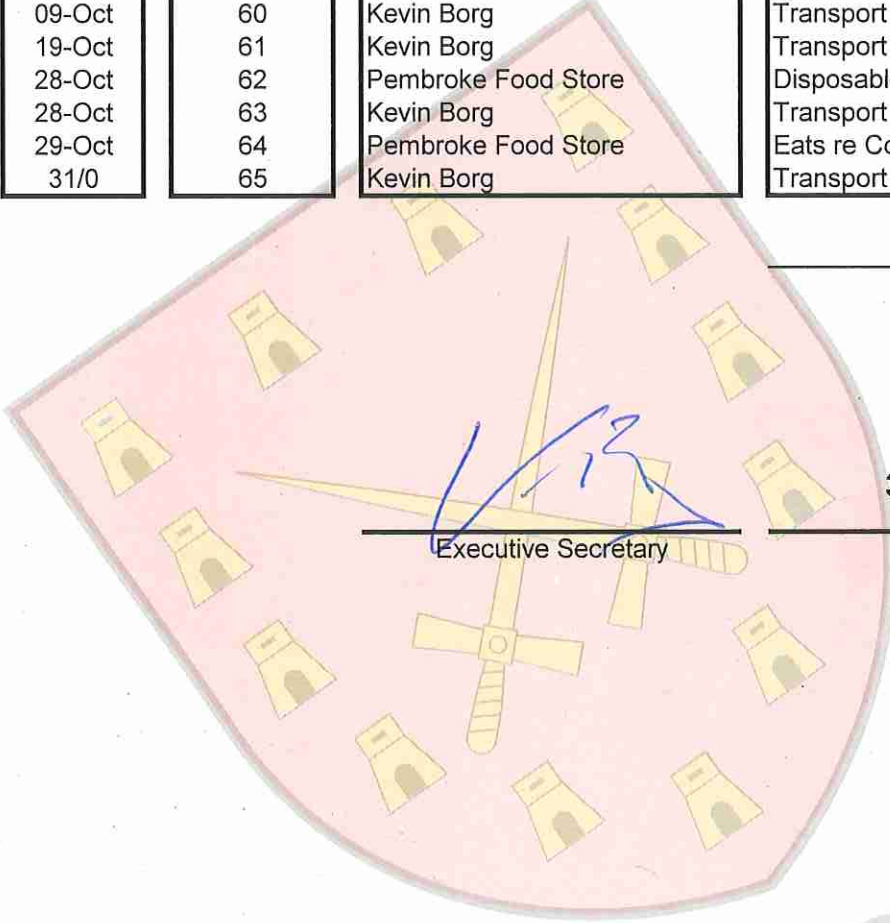 09-Oct 60 Kevin Borg Transport
19-Oct 61 Kevin Borg Transport
28-Oct 62 Pembroke Food Store
28-Oct 63 Kevin Borg Transport
29-Oct 64 Pembroke Food Store Eats re
31/0 65 Kevin Borg Transport
Executive Secretary